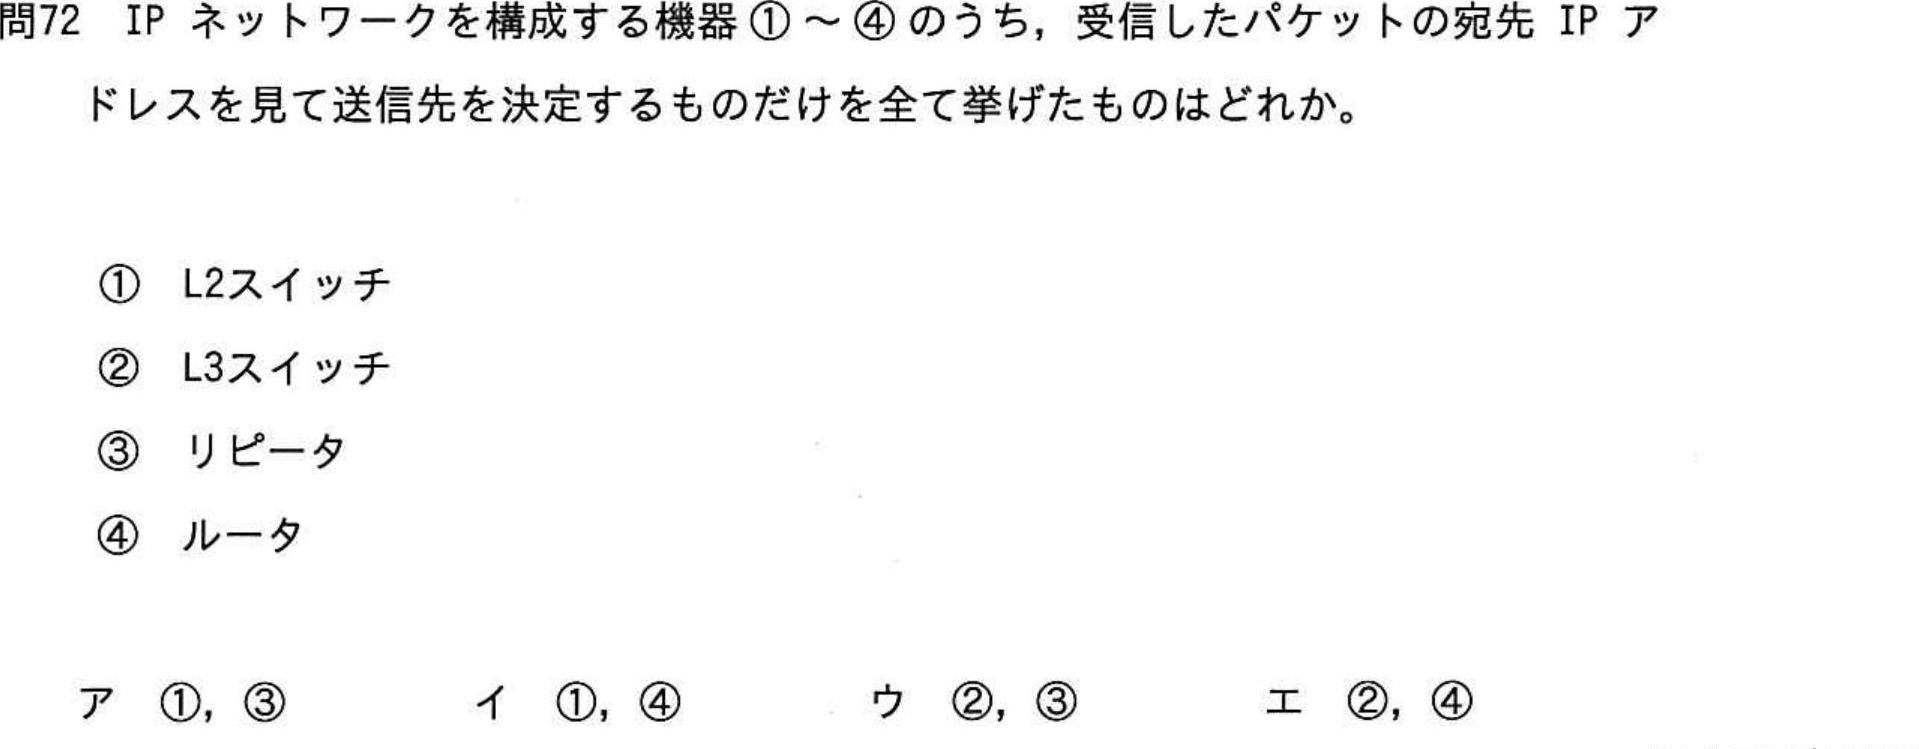 問72 IP ネットワークを構成する機器①～④のうち，受信したパケットの宛先 IP ア
ドレスを見て送信先を決定するものだけを全て挙げたものはどれか。
① L2スイッチ
② L3スイッチ
③ リピータ
④ ルータ
ア ①，③ イ ①，④ ウ ②，③ エ ②，④